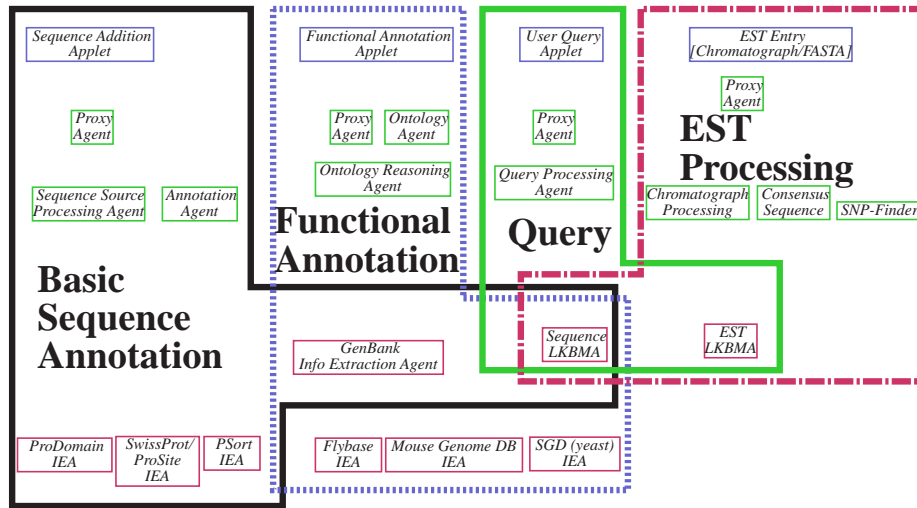 Sequence Addition
Applet
Functional Annotation
Applet
User Query
Applet
EST Entry
[Chromatograph/FASTA]
Proxy
Agent
Proxy
Agent
Ontology
Agent
Proxy
Agent
Proxy
Agent
EST
Processing
Ontology Reasoning
Agent
Query Processing
Agent
Sequence Source
Processing Agent
Annotation
Agent
Chromatograph
Processing
Consensus
Sequence
SNP-Finder
Functional
Annotation
Query
Basic
Sequence
Annotation
GenBank
Info Extraction Agent
Sequence
LKBMA
EST
LKBMA
ProDomain
IEA
SwissProt/
ProSite
IEA
PSort
IEA
Flybase
IEA
Mouse Genome DB
IEA
SGD (yeast)
IEA